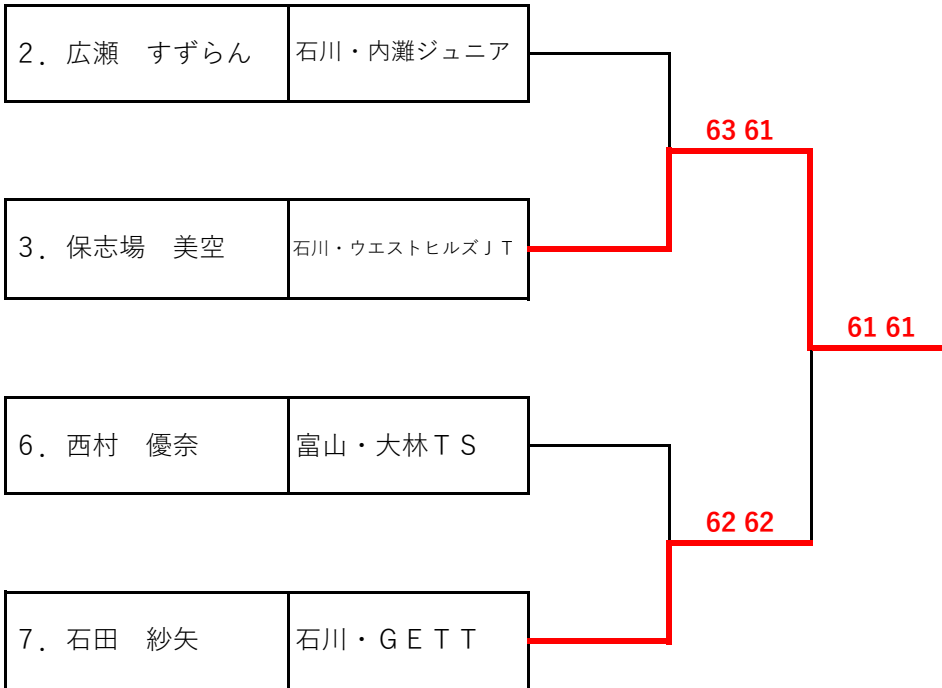 2．広瀬　すずらん　石川・内灘ジュニア
63 61
3．保志場　美空　石川・ウエストヒルズＪＴ
61 61
6．西村　優奈　富山・大林ＴＳ
62 62
7．石田　紗矢　石川・ＧＥＴＴ